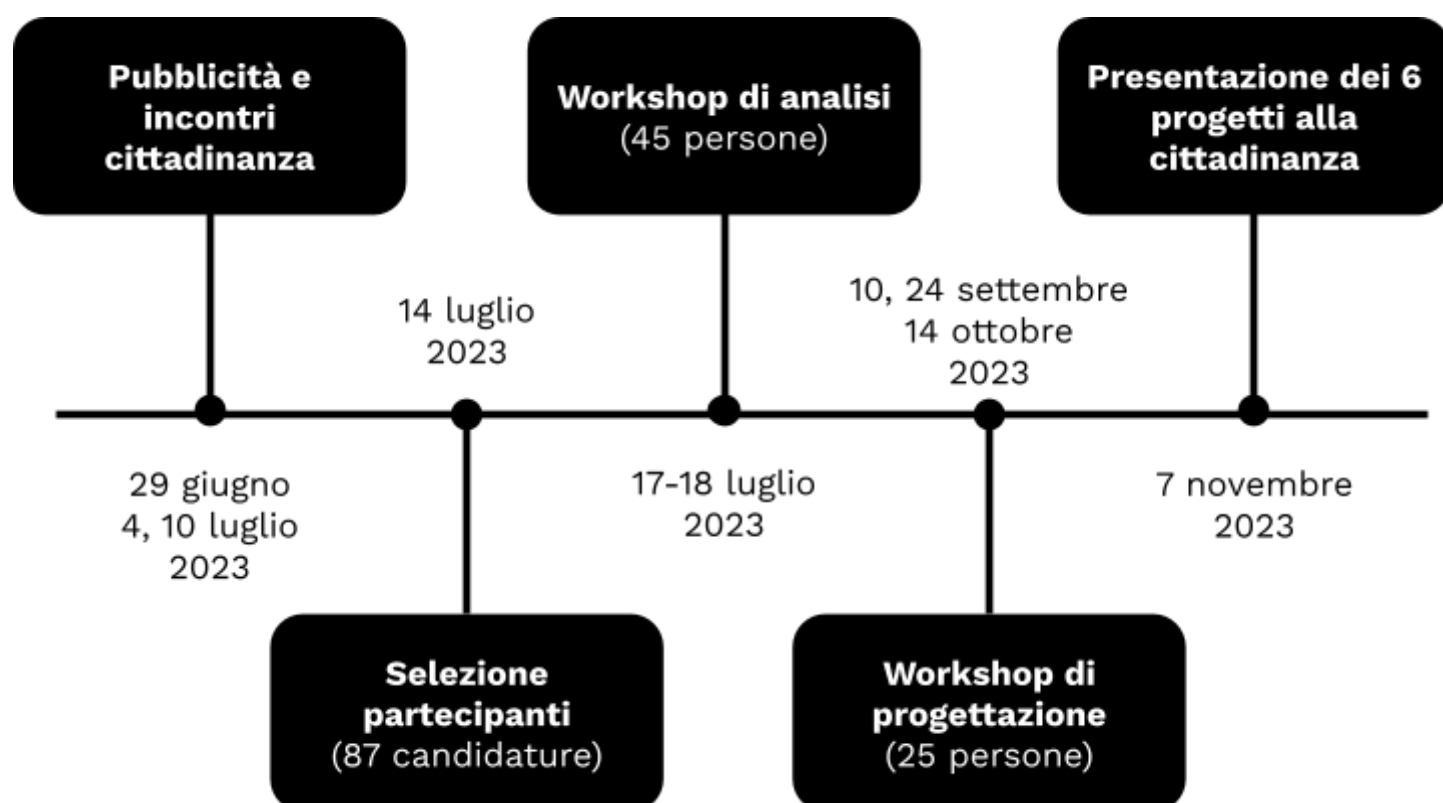 Pubblicità e
incontri
cittadinanza
29 giugno
4, 10 luglio
2023
14 luglio
2023
Selezione
partecipanti
(87 candidature)
Workshop di analisi
(45 persone)
17-18 luglio
2023
10, 24 settembre
14 ottobre
2023
Workshop di
progettazione
(25 persone)
Presentazione dei 6
progetti alla
cittadinanza
7 novembre
2023